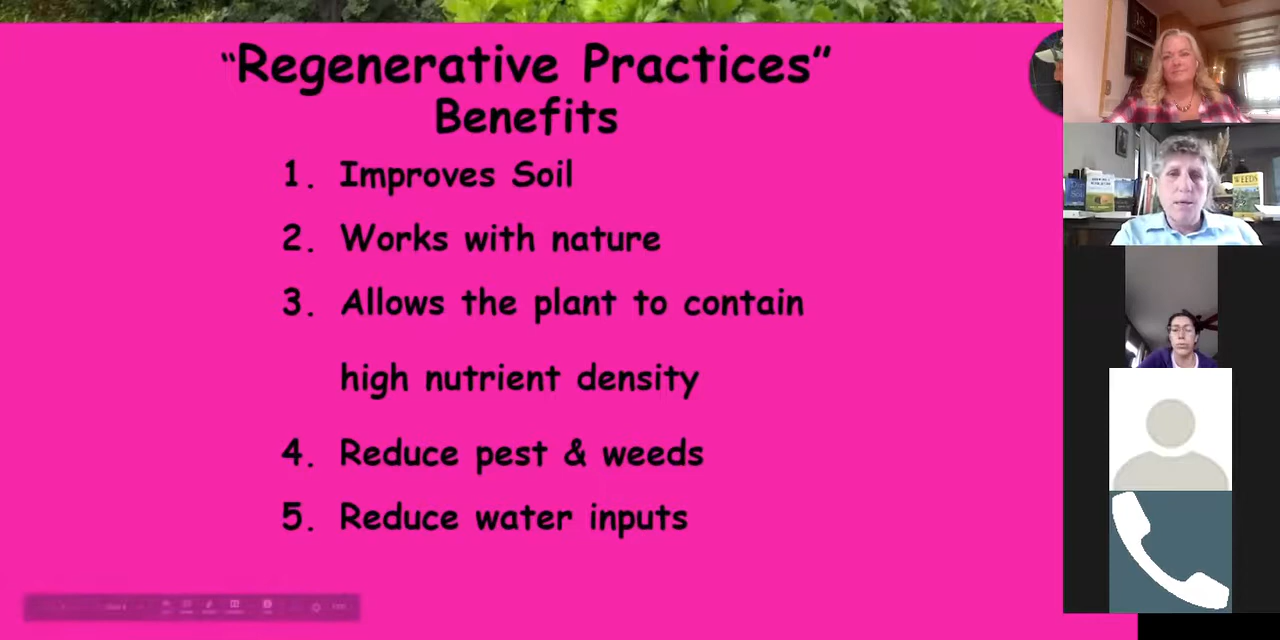 “Regenerative Practices”
Benefits
1. Improves Soil
2. Works with nature
3. Allows the plant to contain
high nutrient density
4. Reduce pest & weeds
5. Reduce water inputs
WEEDS